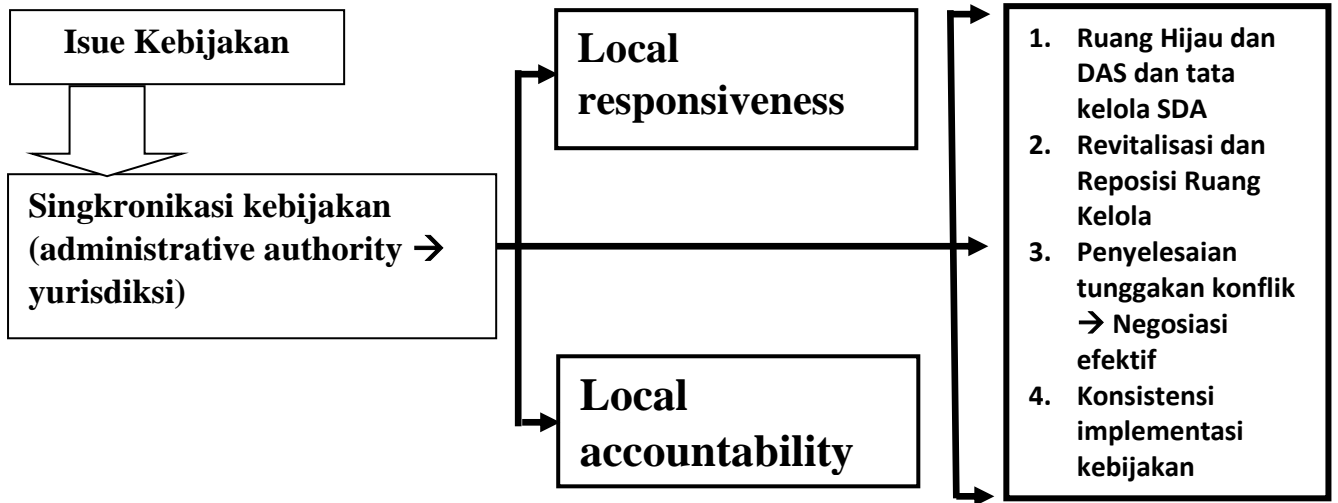 Isue Kebijakan
Singkronikasi kebijakan
(administrative authority →
yurisdiksi)
Local
responsiveness
Local
accountability
1. Ruang Hijau dan
DAS dan tata
kelola SDA
2. Revitalisasi dan
Reposisi Ruang
Kelola
3. Penyelesaian
tunggakan konflik
→ Negosiasi
efektif
4. Konsistensi
implementasi
kebijakan